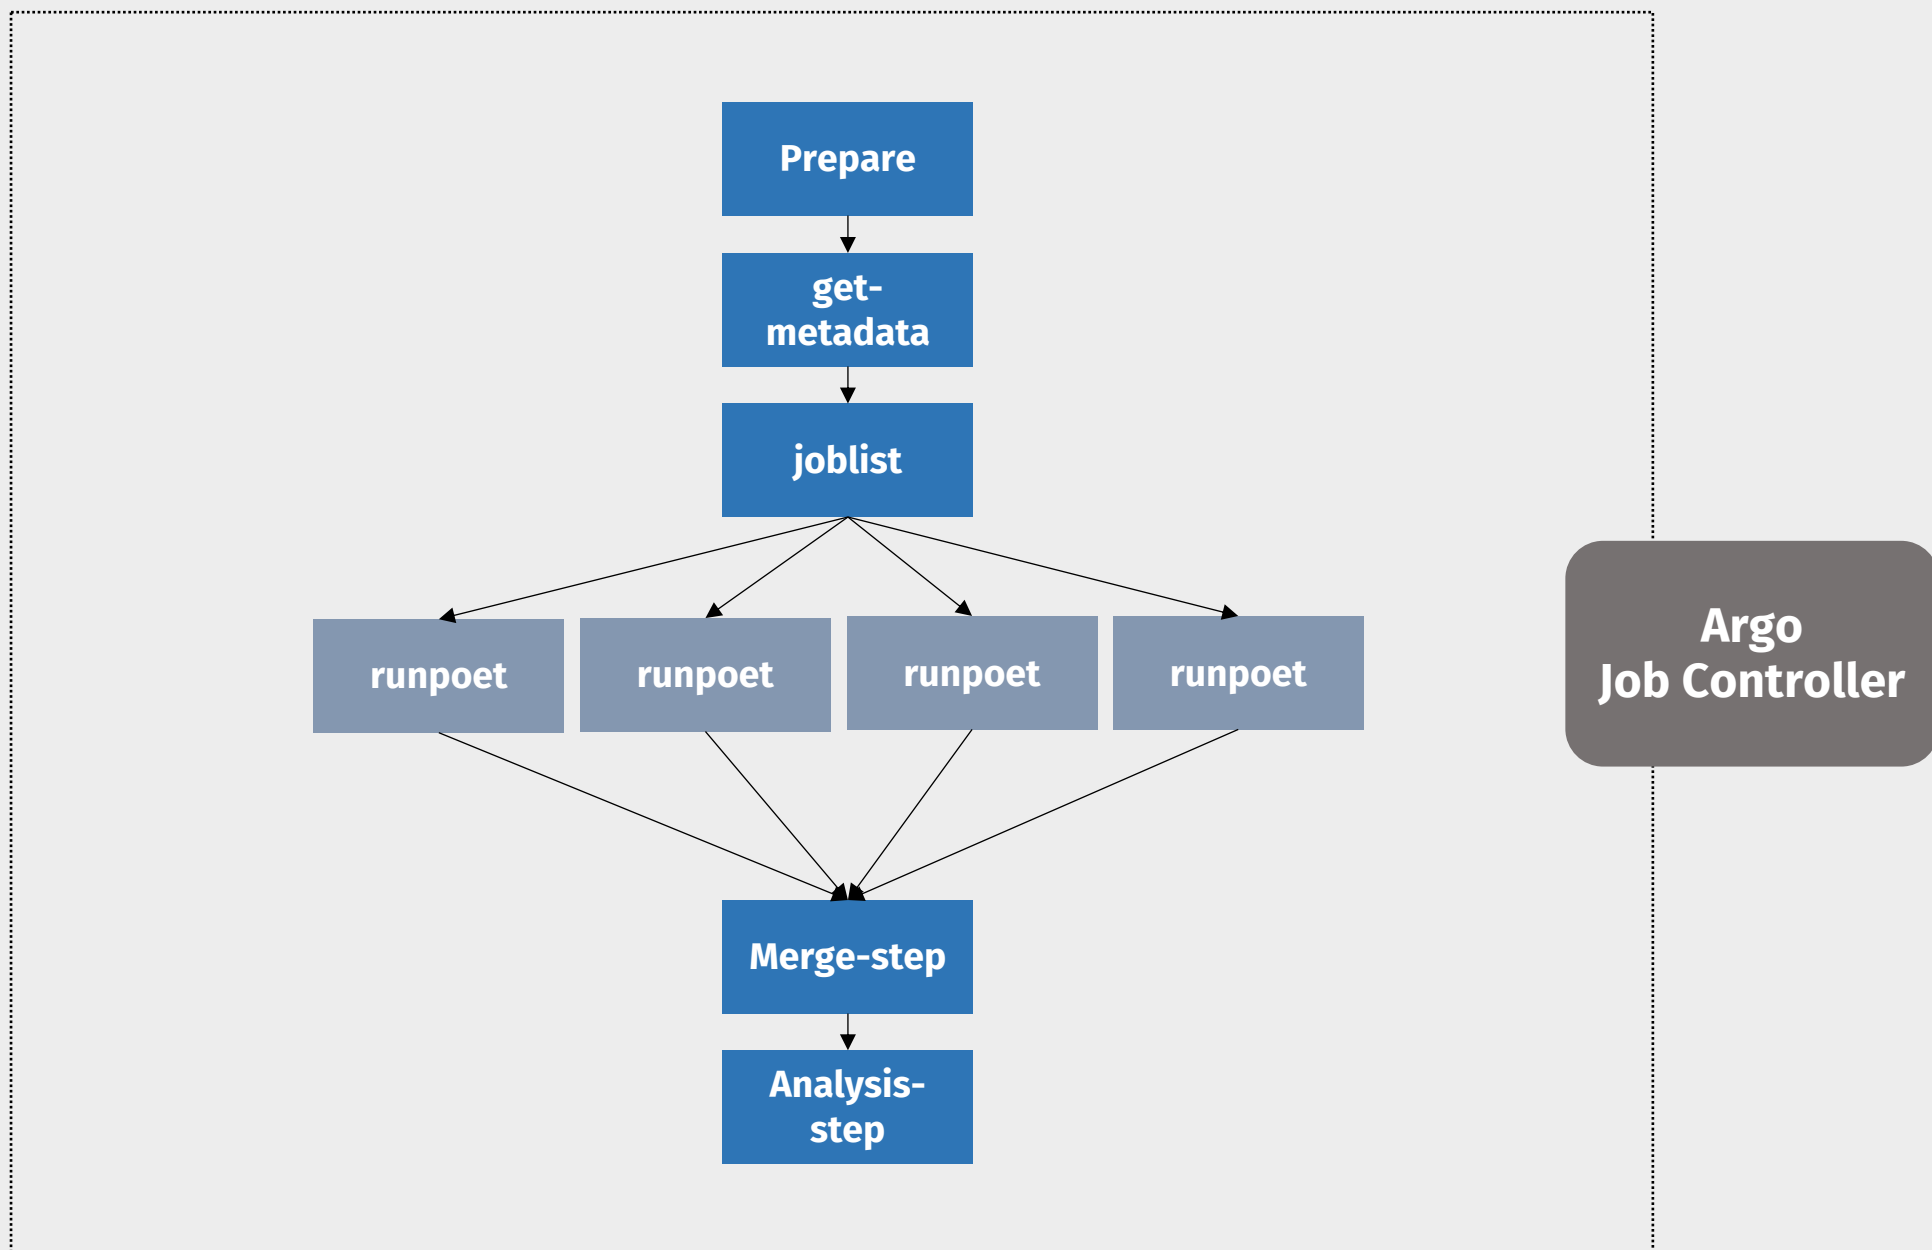 Prepare
get-
metadata
joblist
runpoet
runpoet
runpoet
runpoet
Argo
Job Controller
Merge-step
Analysis-
step